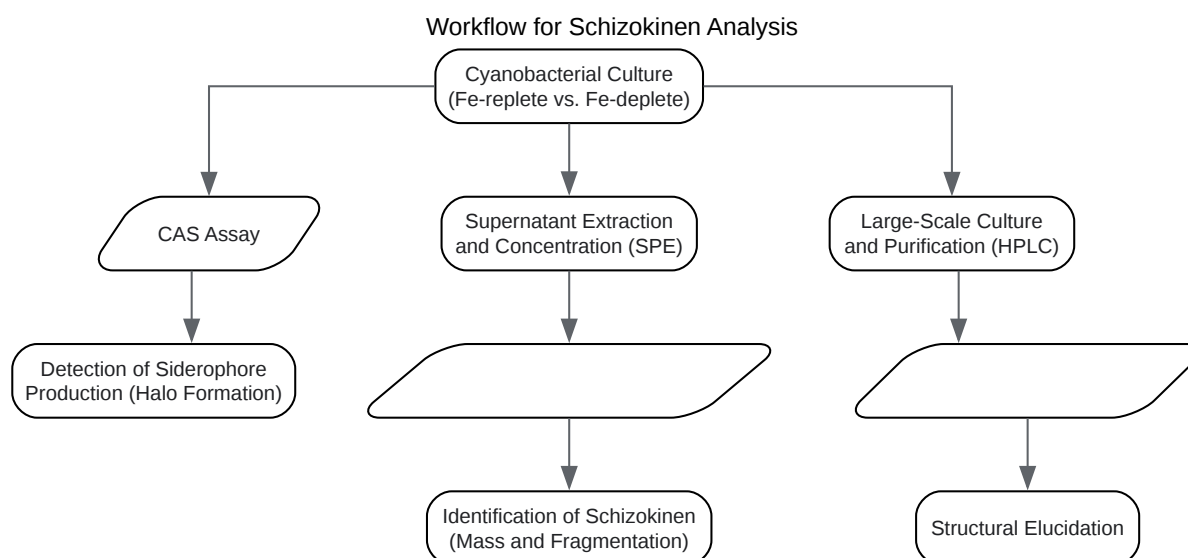 Workflow for Schizokinen Analysis
Cyanobacterial Culture
(Fe-replete vs. Fe-deplete)
CAS Assay
Supernatant Extraction
and Concentration (SPE)
Large-Scale Culture
and Purification (HPLC)
Detection of Siderophore
Production (Halo Formation)
Identification of Schizokinen
(Mass and Fragmentation)
Structural Elucidation